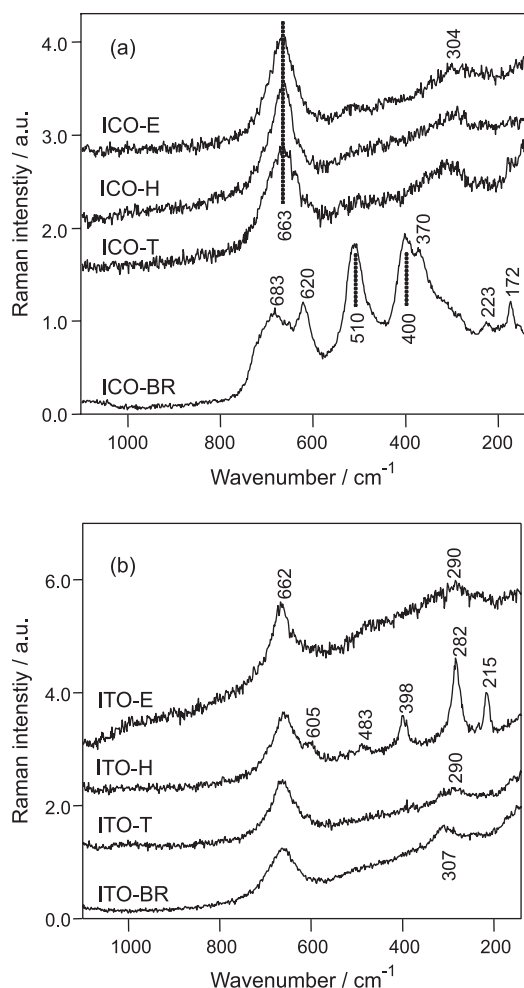 (a)
304
4.0
ICO-E
3.0
ICO-H
2.0
ICO-T
663
370
683
620
510
400
223
172
1.0
ICO-BR
0.0
1000 800 600 400 200
Wavenumber / cm-1
Raman intenstiy / a.u.
(b)
662
290
6.0
282
215
ITO-E
4.0
398
605
483
ITO-H
290
2.0
ITO-T
307
ITO-BR
0.0
1000 800 600 400 200
Wavenumber / cm-1
Raman intenstiy / a.u.